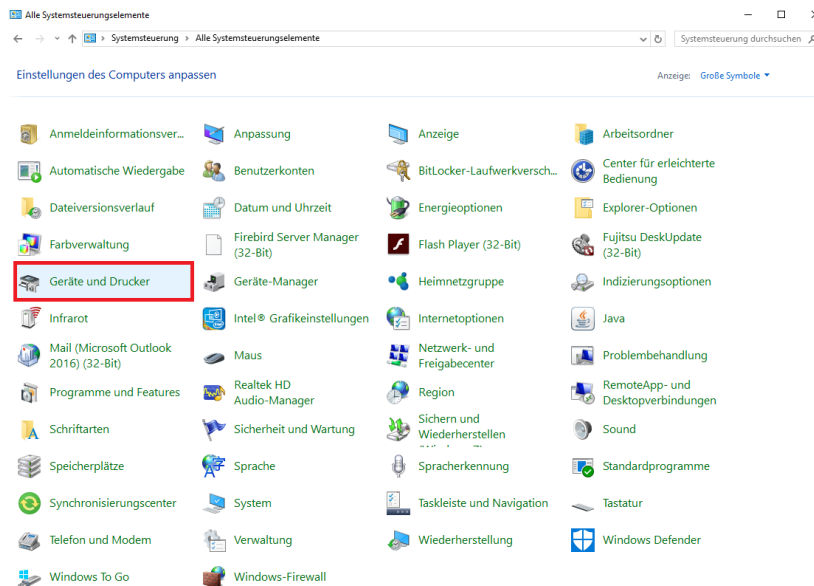 Alle Systemsteuerungselemente
Systemsteuerung › Alle Systemsteuerungselemente
Systemsteuerung durchsuchen
Einstellungen des Computers anpassen
Anzeige: Große Symbole
Anmeldeinformationsver...
Anpassung
Anzeige
Arbeitsordner
Automatische Wiedergabe
Benutzerkonten
BitLocker-Laufwerkversch...
Center für erleichterte
Bedienung
Dateiversionsverlauf
Datum und Uhrzeit
Energieoptionen
Explorer-Optionen
Farbverwaltung
Firebird Server Manager
(32-Bit)
Flash Player (32-Bit)
Fujitsu DeskUpdate
(32-Bit)
Geräte und Drucker
Geräte-Manager
Heimnetzgruppe
Indizierungsoptionen
Infrarot
Intel® Grafikeinstellungen
Internetoptionen
Java
Mail (Microsoft Outlook
2016) (32-Bit)
Maus
Netzwerk- und
Freigabecenter
Problembehandlung
Programme und Features
Realtek HD
Audio-Manager
Region
RemoteApp- und
Desktopverbindungen
Schriftarten
Sicherheit und Wartung
Sichern und
Wiederherstellen
Sound
Speicherplätze
Sprache
Spracherkennung
Standardprogramme
Synchronisierungscenter
System
Taskleiste und Navigation
Tastatur
Telefon und Modem
Verwaltung
Wiederherstellung
Windows Defender
Windows To Go
Windows-Firewall